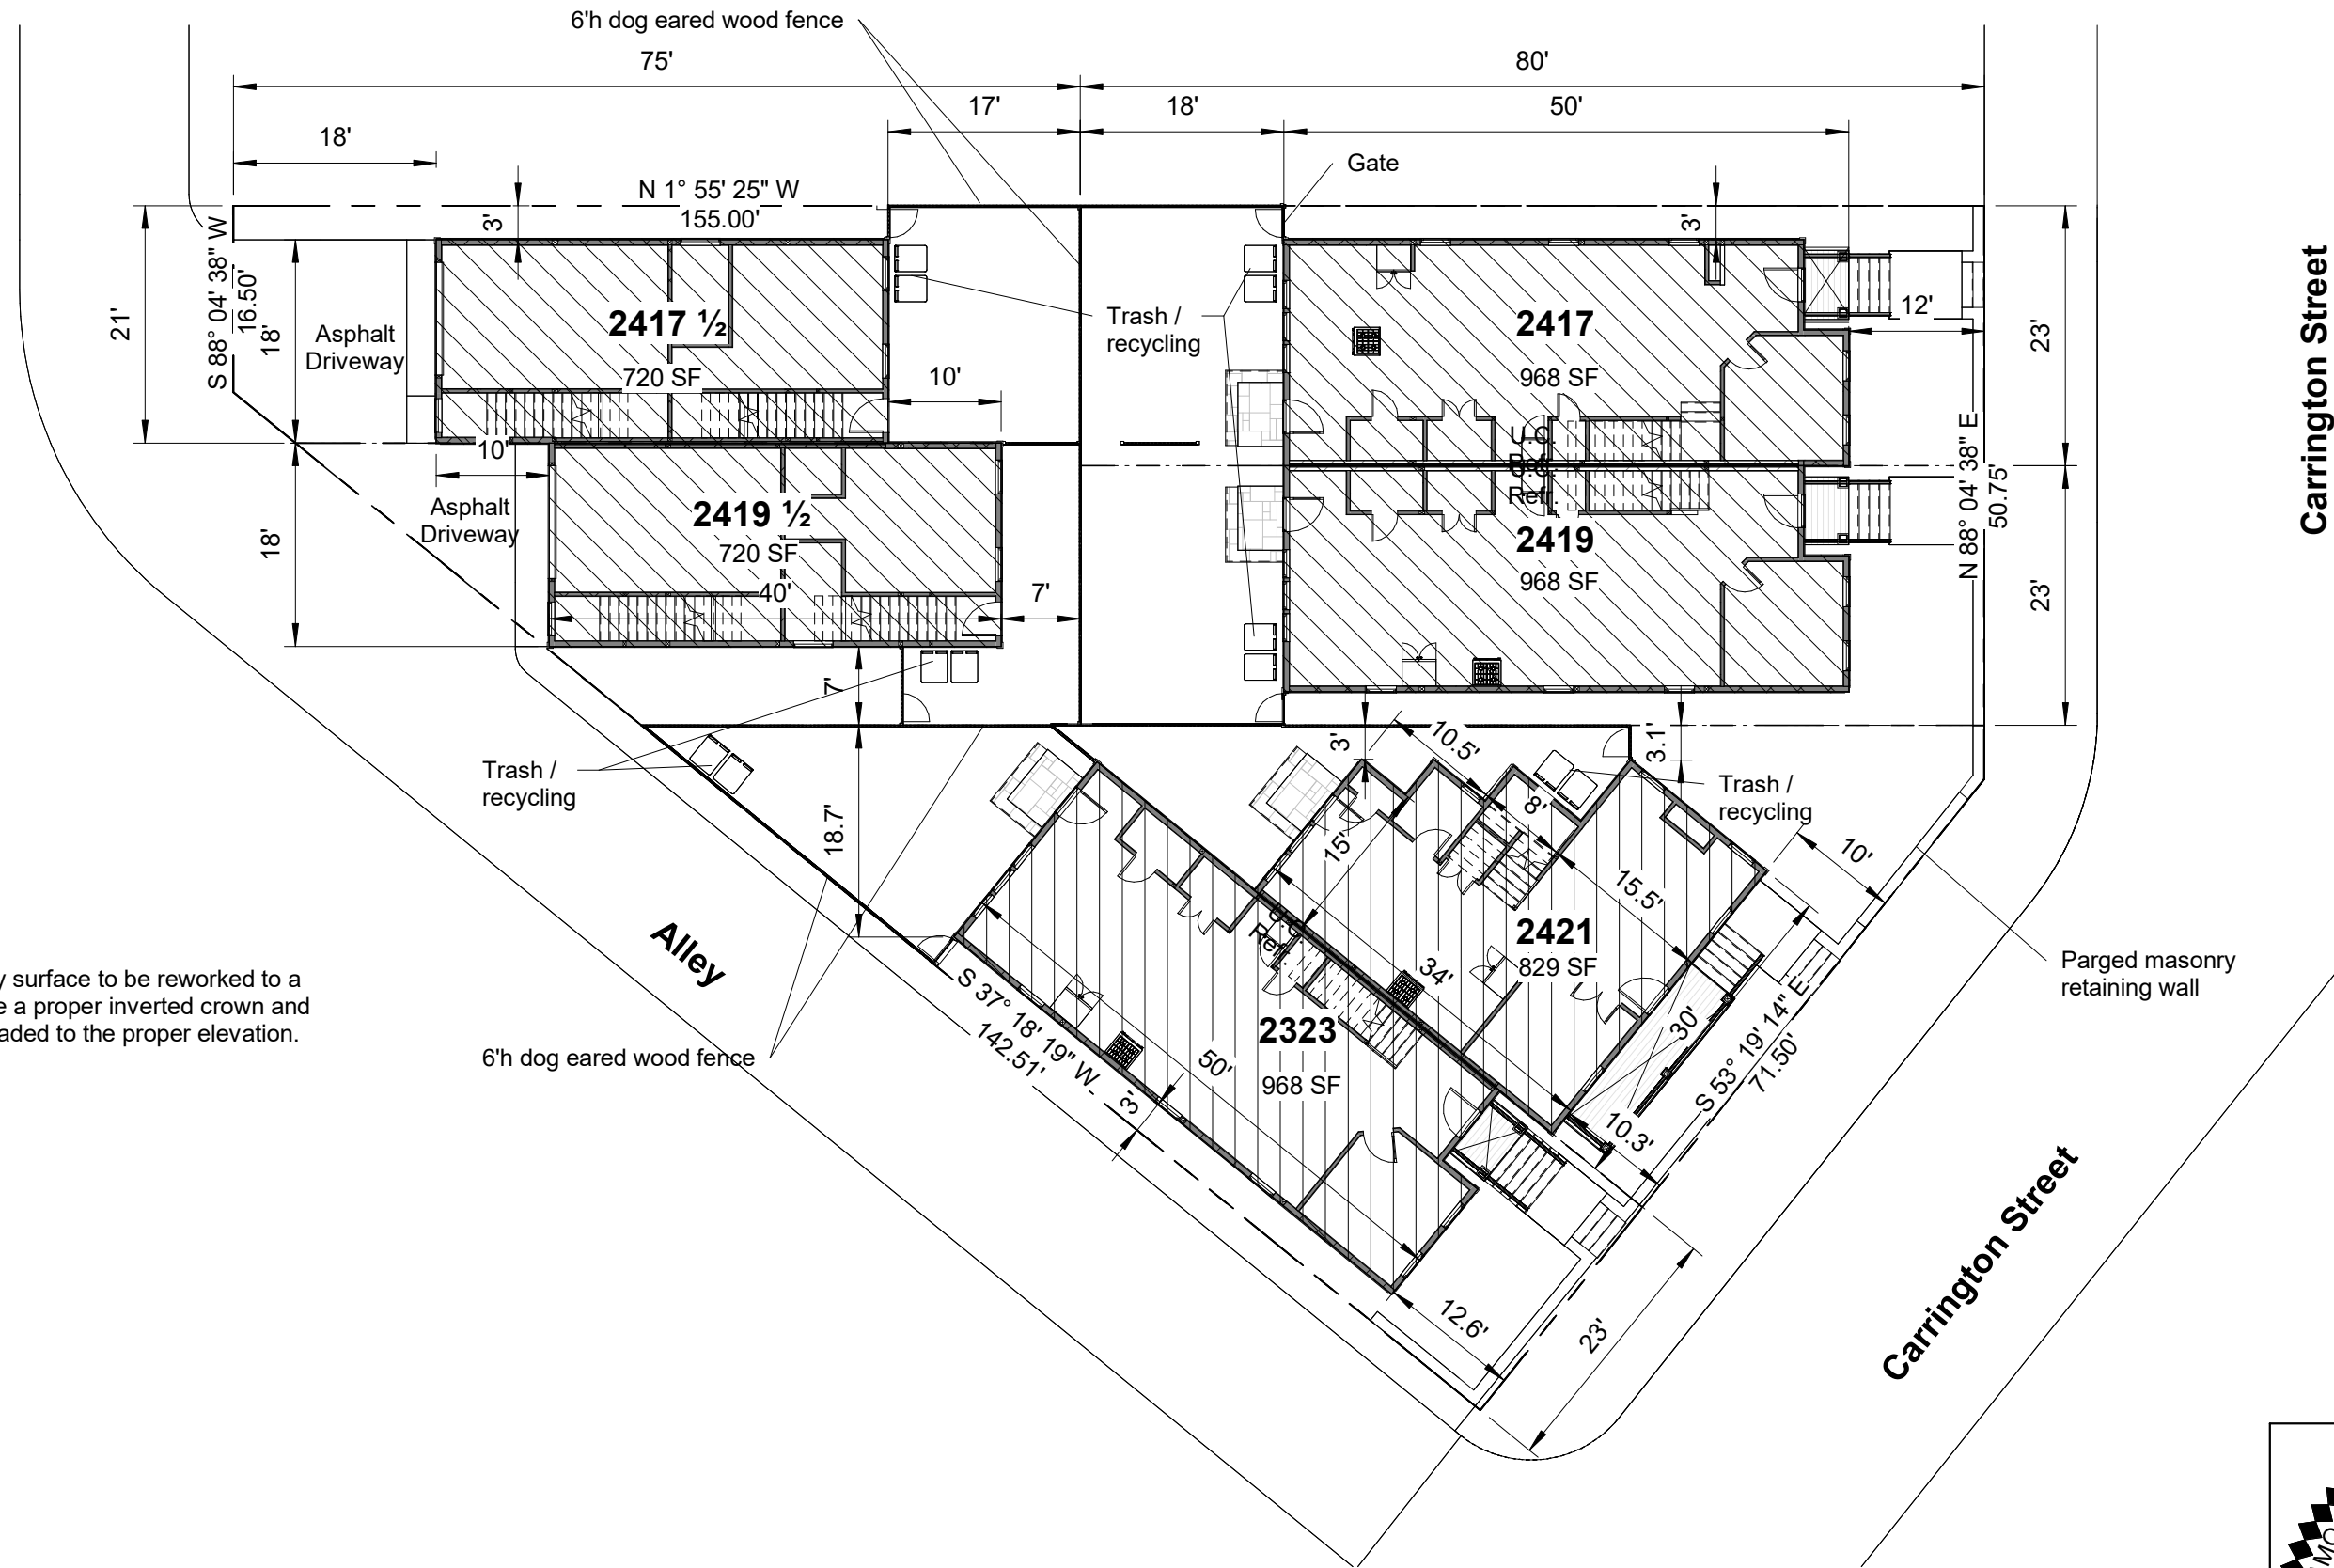 6'h dog eared wood fence
75'
80'
17'
18'
50'
18'
Gate
N 1° 55' 25" W
155.00'
3'
3'
S 88° 04' 38" W
16.50'
21'
18'
Asphalt
Driveway
2417 ½
720 SF
10'
Trash /
recycling
2417
968 SF
12'
23'
Carrington Street
10'
Asphalt
Driveway
18'
2419 ½
720 SF
40'
7'
U.C.
Refr.
Refr.
2419
968 SF
N 88° 04' 38" E
50.75'
23'
7'
Trash /
recycling
18.7'
3'
10.5'
8'
3.1'
Trash /
recycling
10'
15'
15.5'
2421
829 SF
34'
Ref.
30'
Parged masonry
retaining wall
Alley
y surface to be reworked to a
e a proper inverted crown and
aded to the proper elevation.
6'h dog eared wood fence
S 37° 18' 19" W
142.51'
2323
968 SF
50'
3'
S 53° 19' 14" E
71.50'
10.3'
12.6'
23'
Carrington Street